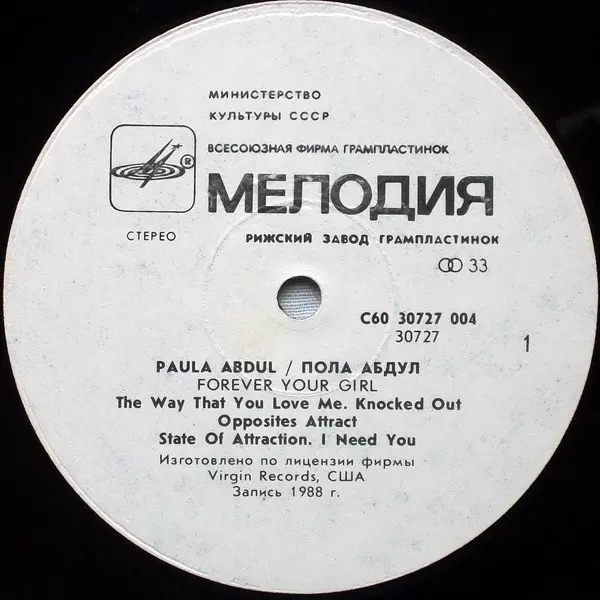 МИНИСТЕРСТВО
КУЛЬТУРЫ СССР
ВСЕСОЮЗНАЯ ФИРМА ГРАМПЛАСТИНОК
®
МЕЛОДИЯ
СТЕРЕО
РИЖСКИЙ ЗАВОД ГРАМПЛАСТИНОК
33
С60 30727 004
30727
1
PAULA ABDUL / ПОЛА АБДУЛ
FOREVER YOUR GIRL
The Way That You Love Me. Knocked Out
Opposites Attract
State Of Attraction. I Need You
Изготовлено по лицензии фирмы
Virgin Records, США
Запись 1988 г.